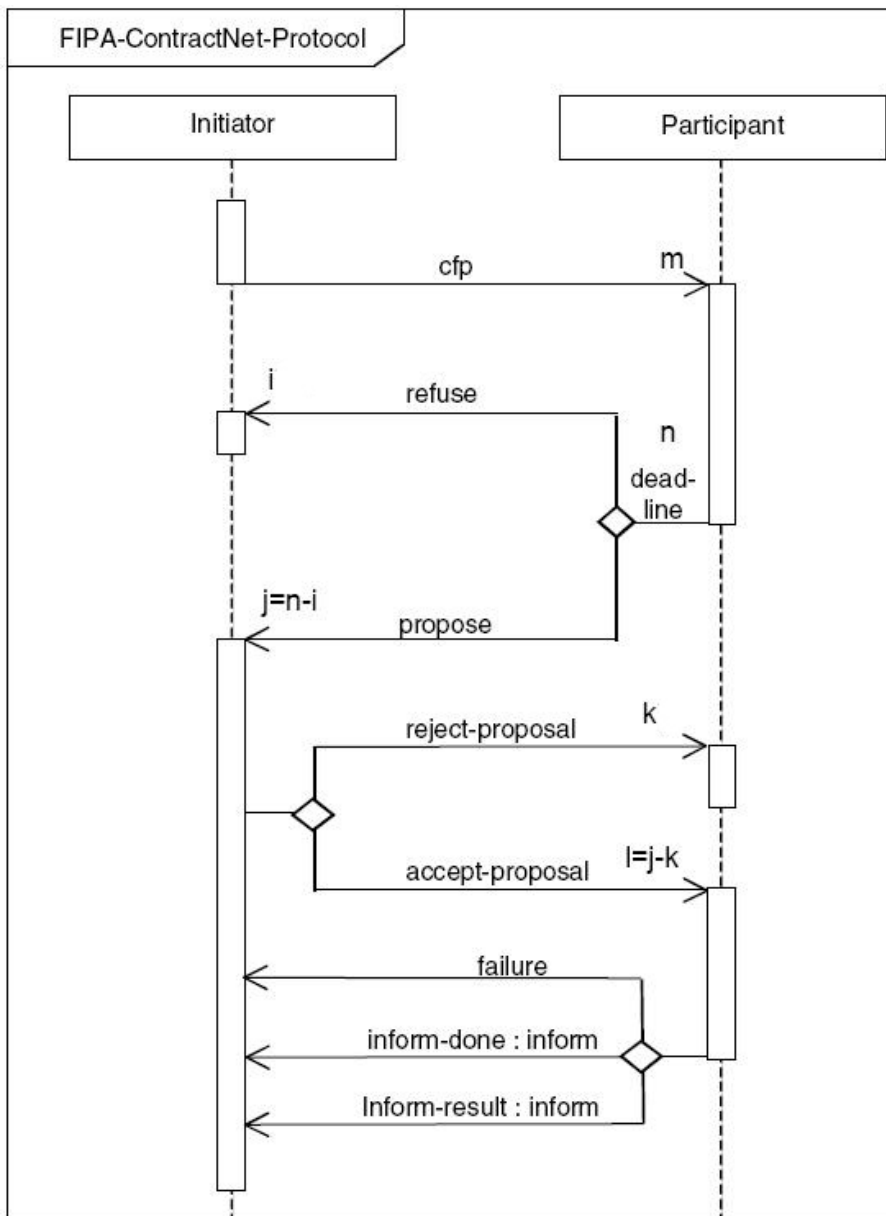 FIPA-ContractNet-Protocol
Initiator
Participant
cfp
m
i
refuse
n
dead-
line
j=n-i
propose
reject-proposal
k
accept-proposal
l=j-k
failure
inform-done : inform
Inform-result : inform